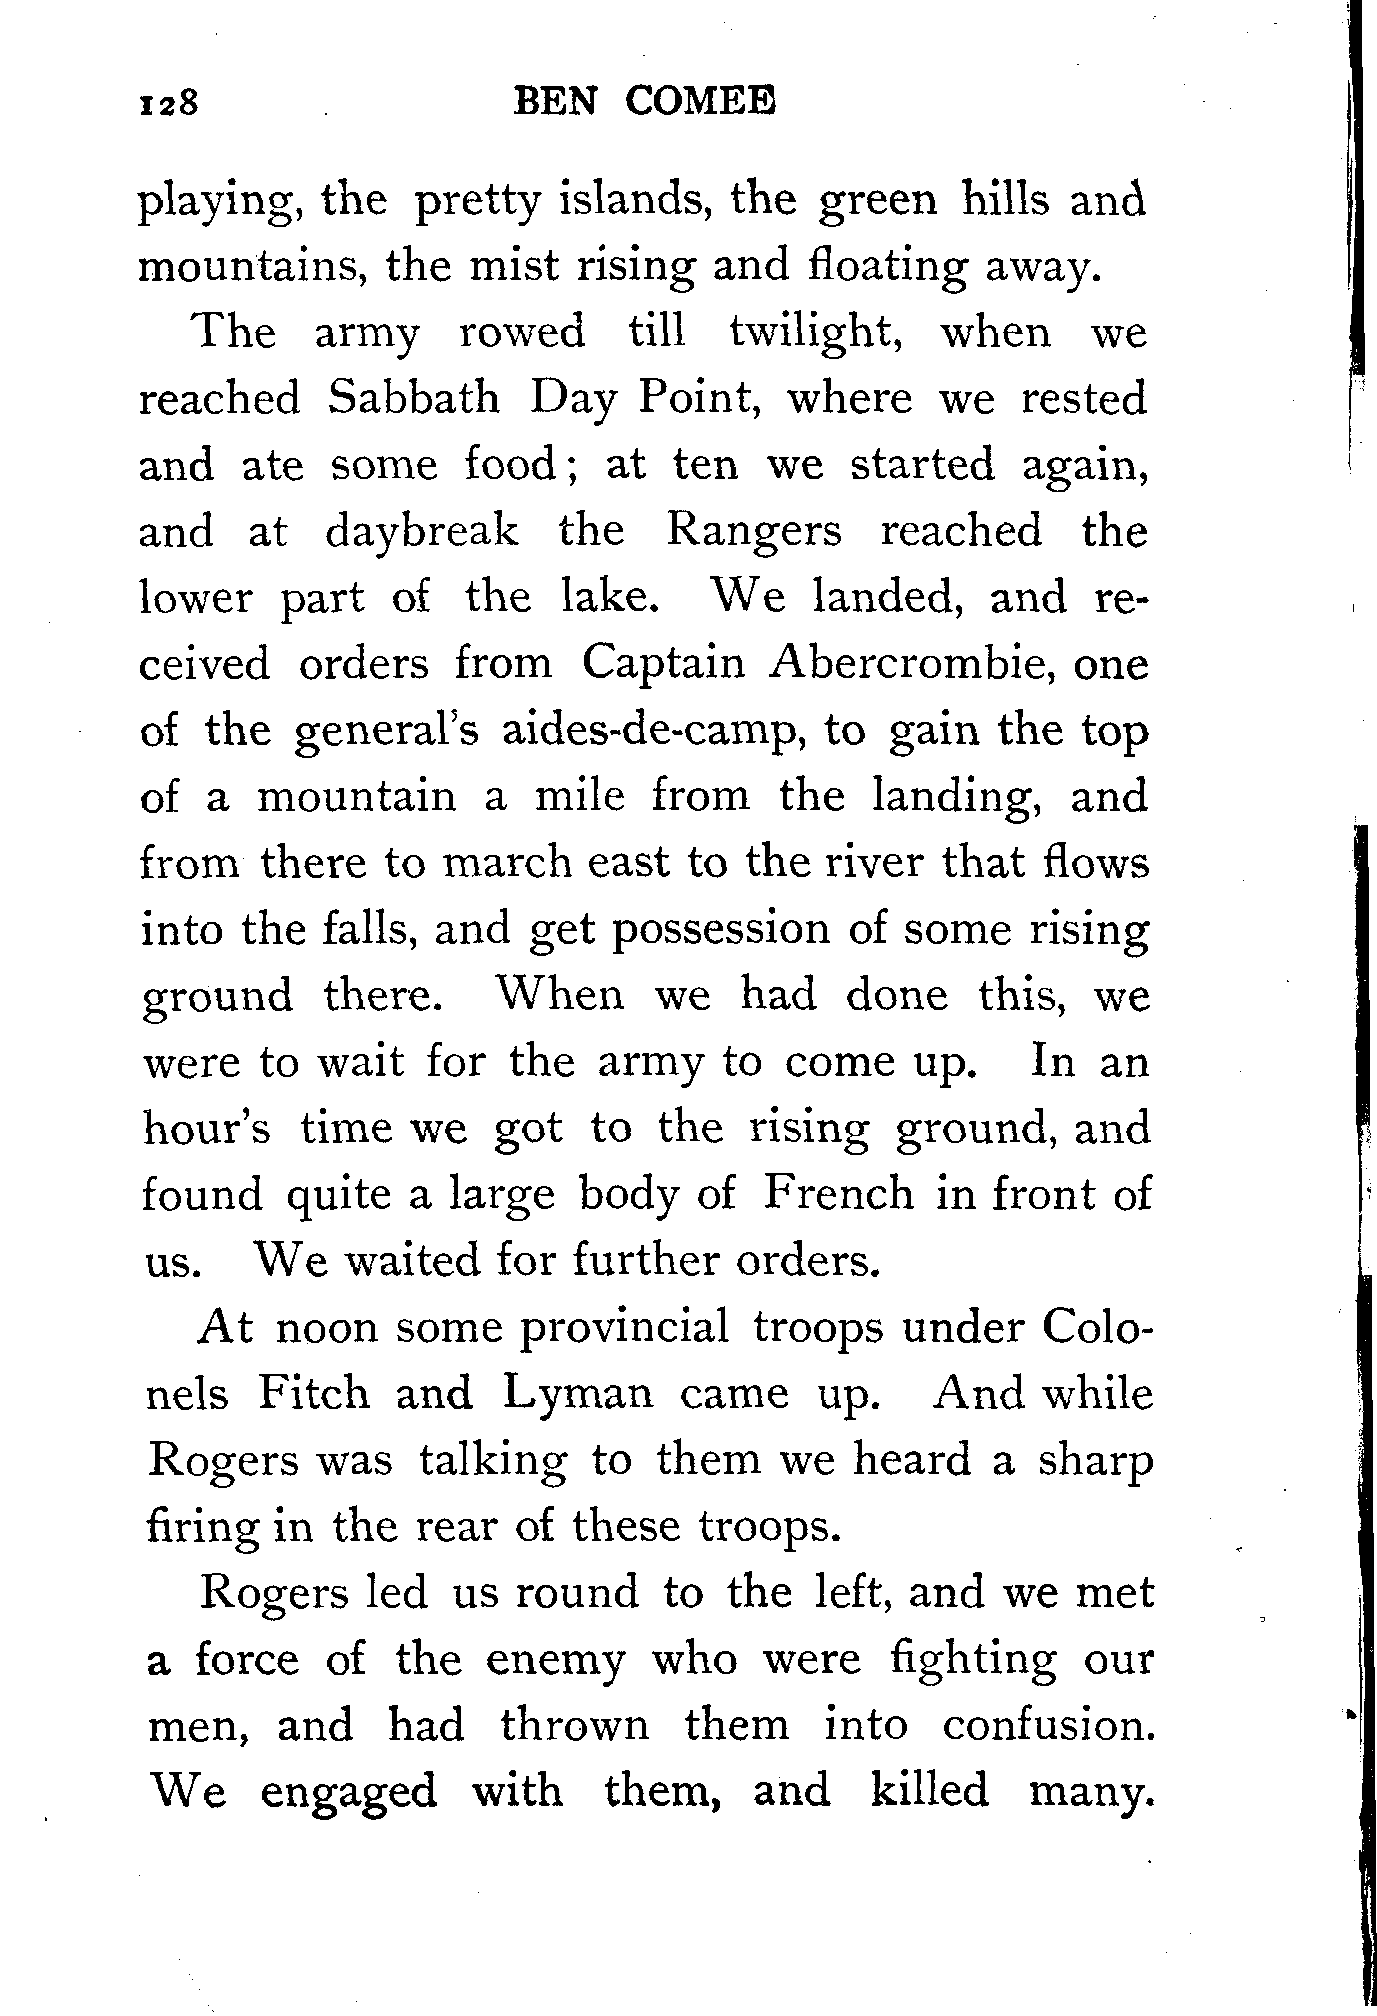 128 BEN COMEE
playing, the pretty islands, the green hills and
mountains, the mist rising and floating away.
The army rowed till twilight, when we
reached Sabbath Day Point, where we rested
and ate some food; at ten we started again,
and at daybreak the Rangers reached the
lower part of the lake. We landed, and re-
ceived orders from Captain Abercrombie, one
of the general's aides-de-camp, to gain the top
of a mountain a mile from the landing, and
from there to march east to the river that flows
into the falls, and get possession of some rising
ground there. When we had done this, we
were to wait for the army to come up. In an
hour's time we got to the rising ground, and
found quite a large body of French in front of
us. We waited for further orders.
At noon some provincial troops under Colo-
nels Fitch and Lyman came up. And while
Rogers was talking to them we heard a sharp
firing in the rear of these troops.
Rogers led us round to the left, and we met
a force of the enemy who were fighting our
men, and had thrown them into confusion.
We engaged with them, and killed many.